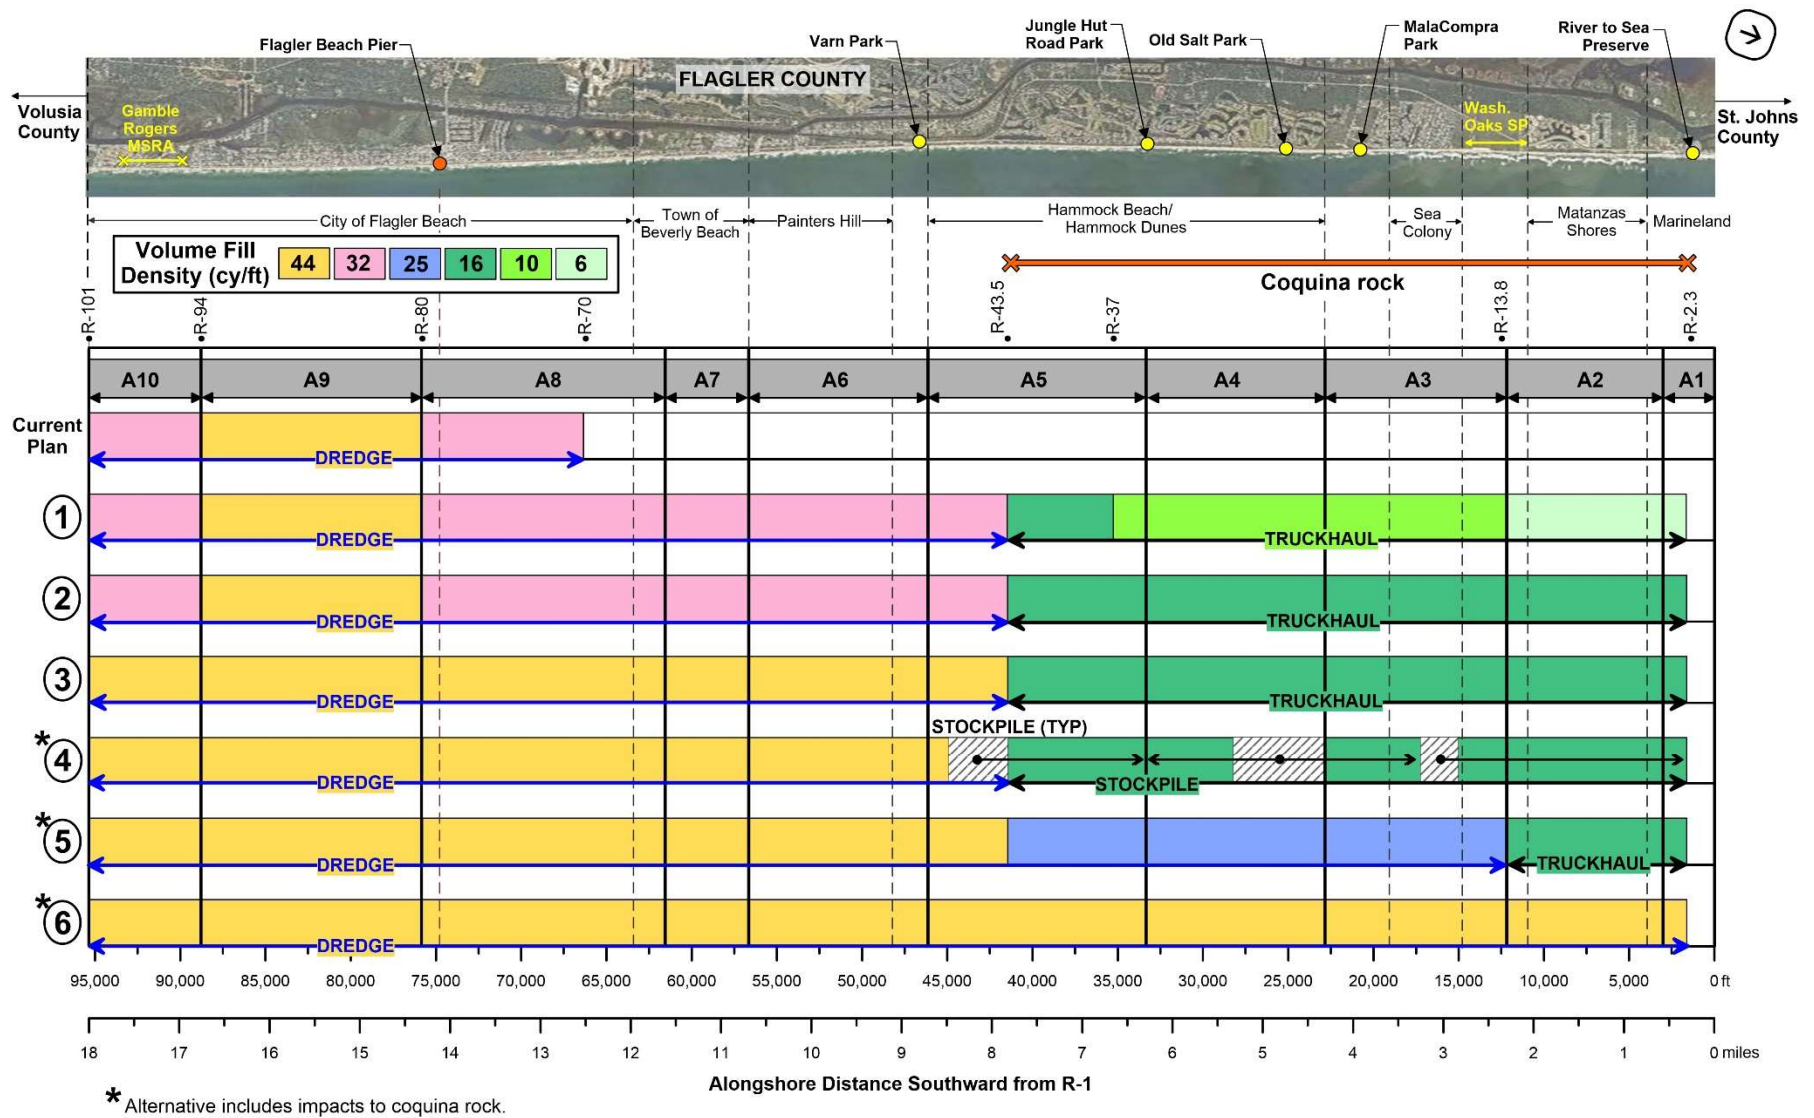 Flagler Beach Pier
Varn Park
Jungle Hut
Road Park
Old Salt Park
MalaCompra
Park
River to Sea
Preserve
FLAGLER COUNTY
Volusia
County
Gamble
Rogers
MSRA
Wash.
Oaks SP
St. Johns
County
City of Flagler Beach
Town of
Beverly Beach
Painters Hill
Hammock Beach/
Hammock Dunes
Sea
Colony
Matanzas
Shores
Marineland
Volume Fill
Density (cy/ft)
44 32 25 16 10 6
Coquina rock
R-101 R-94 R-80 R-70 R-43.5 R-37 R-13.8 R-2.3
A10 A9 A8 A7 A6 A5 A4 A3 A2 A1
Current
Plan
DREDGE
1
DREDGE TRUCKHAUL
2
DREDGE TRUCKHAUL
3
DREDGE TRUCKHAUL
STOCKPILE (TYP)
*4
DREDGE STOCKPILE
*5
DREDGE TRUCKHAUL
*6
DREDGE
95,000 90,000 85,000 80,000 75,000 70,000 65,000 60,000 55,000 50,000 45,000 40,000 35,000 30,000 25,000 20,000 15,000 10,000 5,000 0 ft
18 17 16 15 14 13 12 11 10 9 8 7 6 5 4 3 2 1 0 miles
Alongshore Distance Southward from R-1
* Alternative includes impacts to coquina rock.